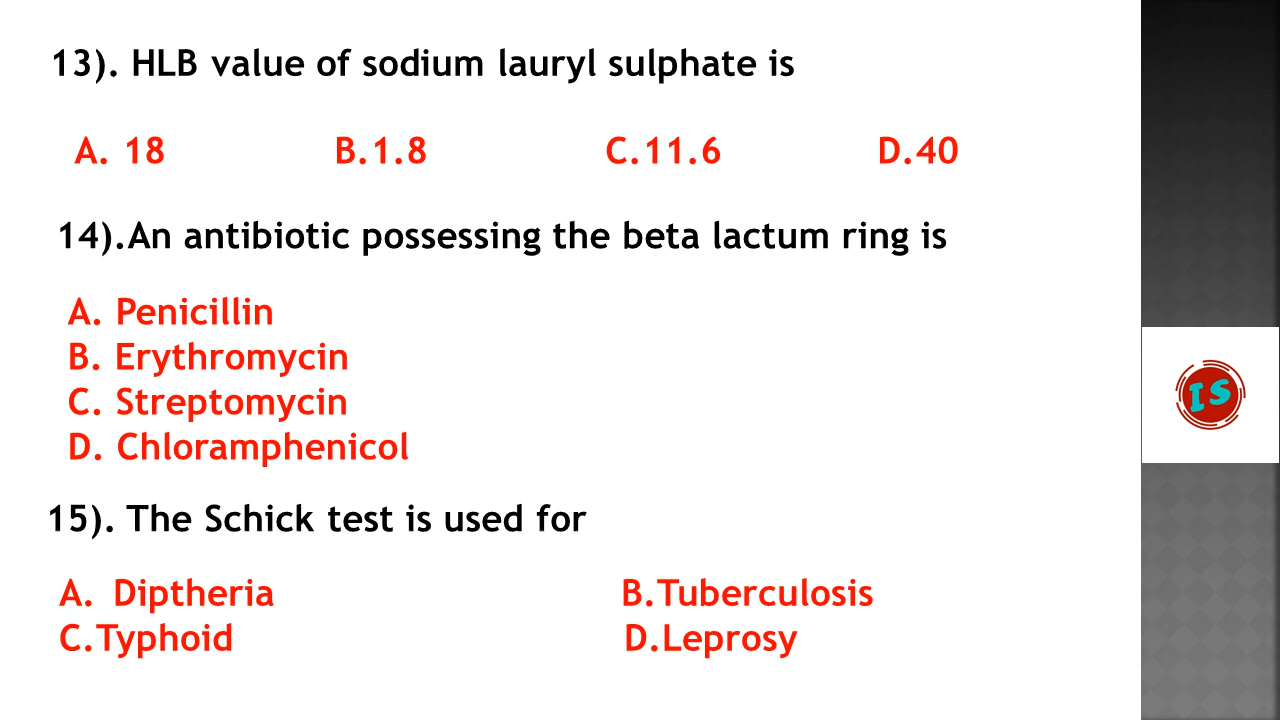 13). HLB value of sodium lauryl sulphate is
A. 18 B.1.8 C.11.6 D.40
14).An antibiotic possessing the beta lactum ring is
A. Penicillin
B. Erythromycin
C. Streptomycin
D. Chloramphenicol
15). The Schick test is used for
A. Diptheria B.Tuberculosis
C.Typhoid D.Leprosy
IS